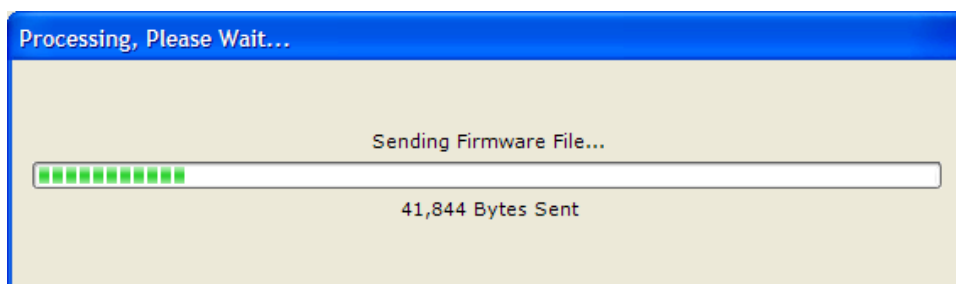 Processing, Please Wait...
Sending Firmware File...
41,844 Bytes Sent